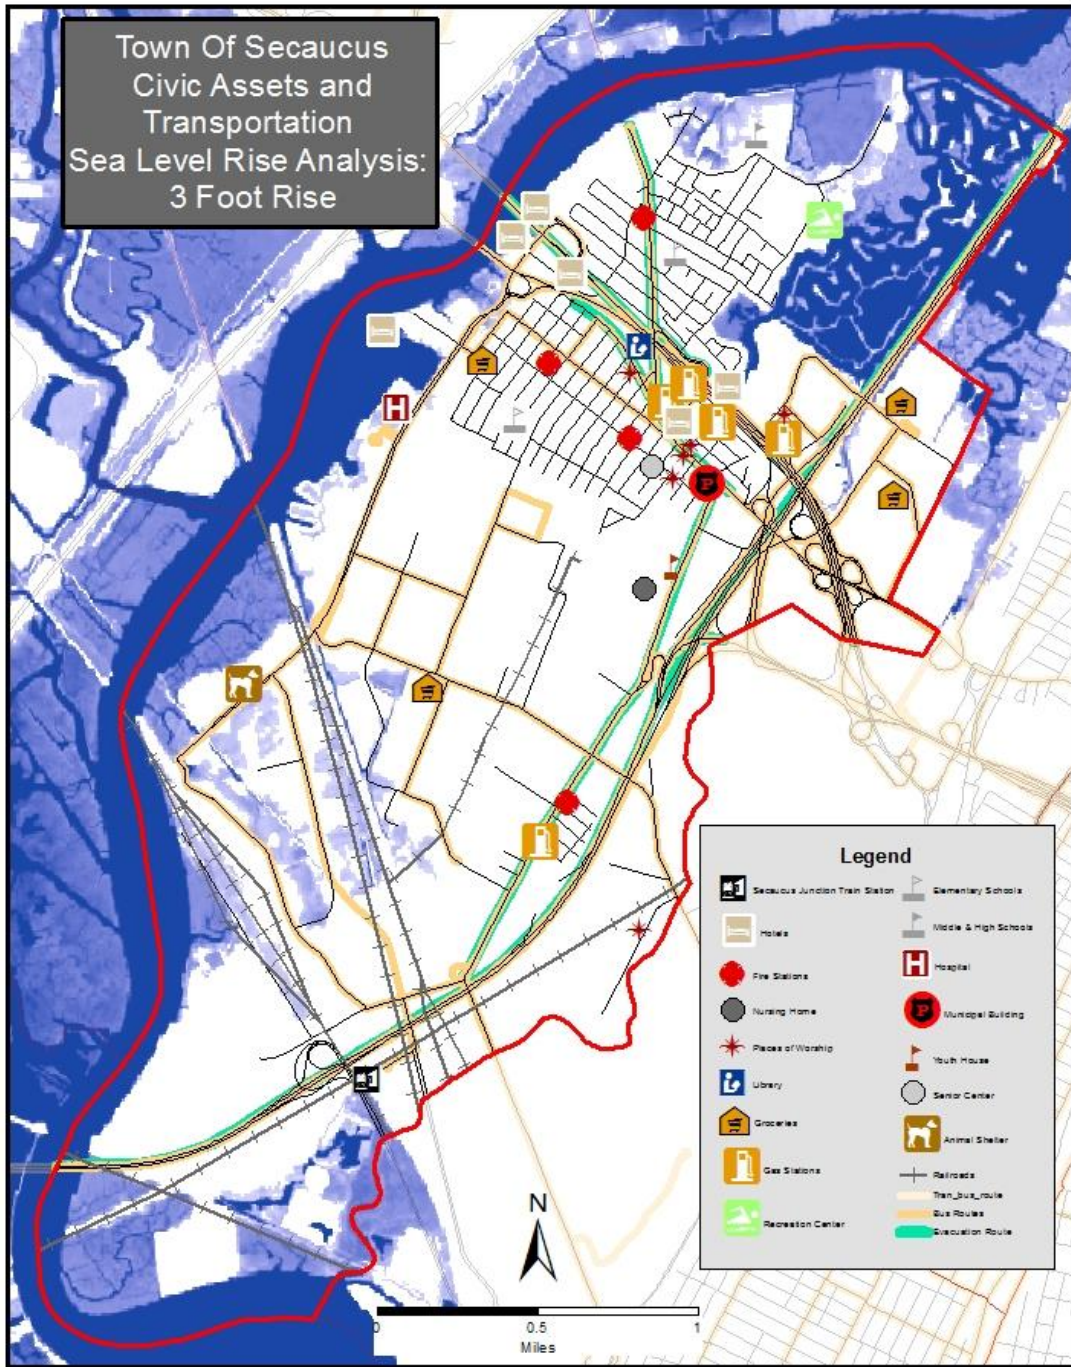 Town Of Secaucus
Civic Assets and
Transportation
Sea Level Rise Analysis:
3 Foot Rise
H
P
Legend
Secaucus Junction Train Station
Elementary Schools
Hotels
Middle & High Schools
Fire Stations
H
Hospital
Nursing Home
P
Municipal Building
Places of Worship
Youth House
Library
Senior Center
Groceries
Animal Shelter
Gas Stations
Railroads
Tran_bus_route
Bus Routes
Recreation Center
Evacuation Route
N
0
0.5
1
Miles